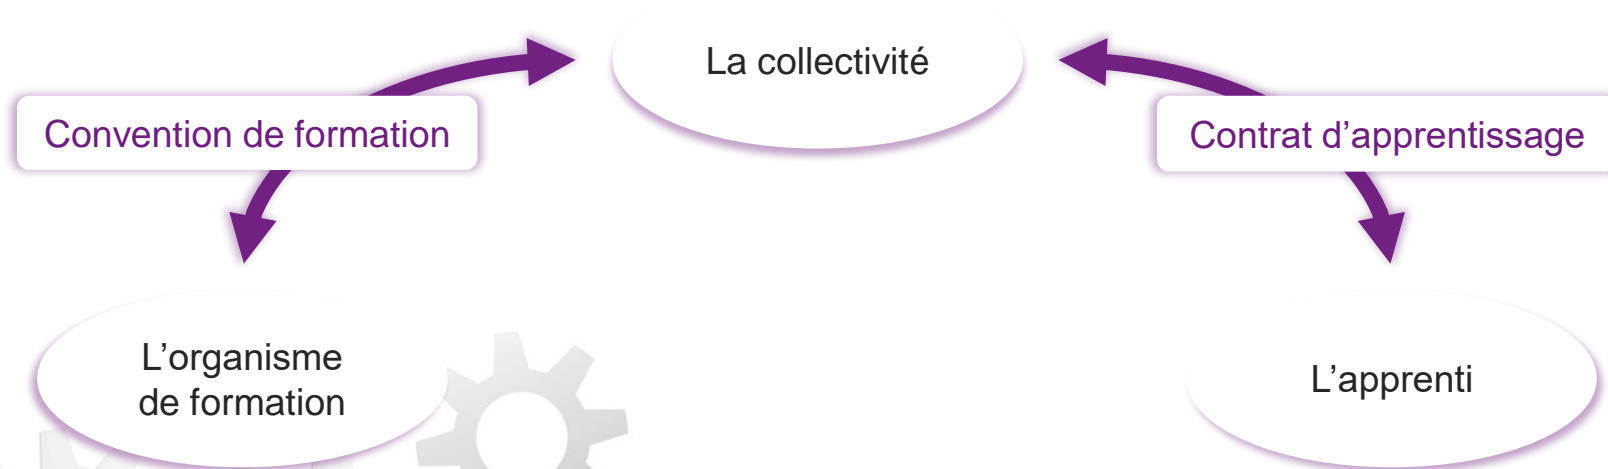 La collectivité
Convention de formation
Contrat d’apprentissage
L’organisme
de formation
L’apprenti